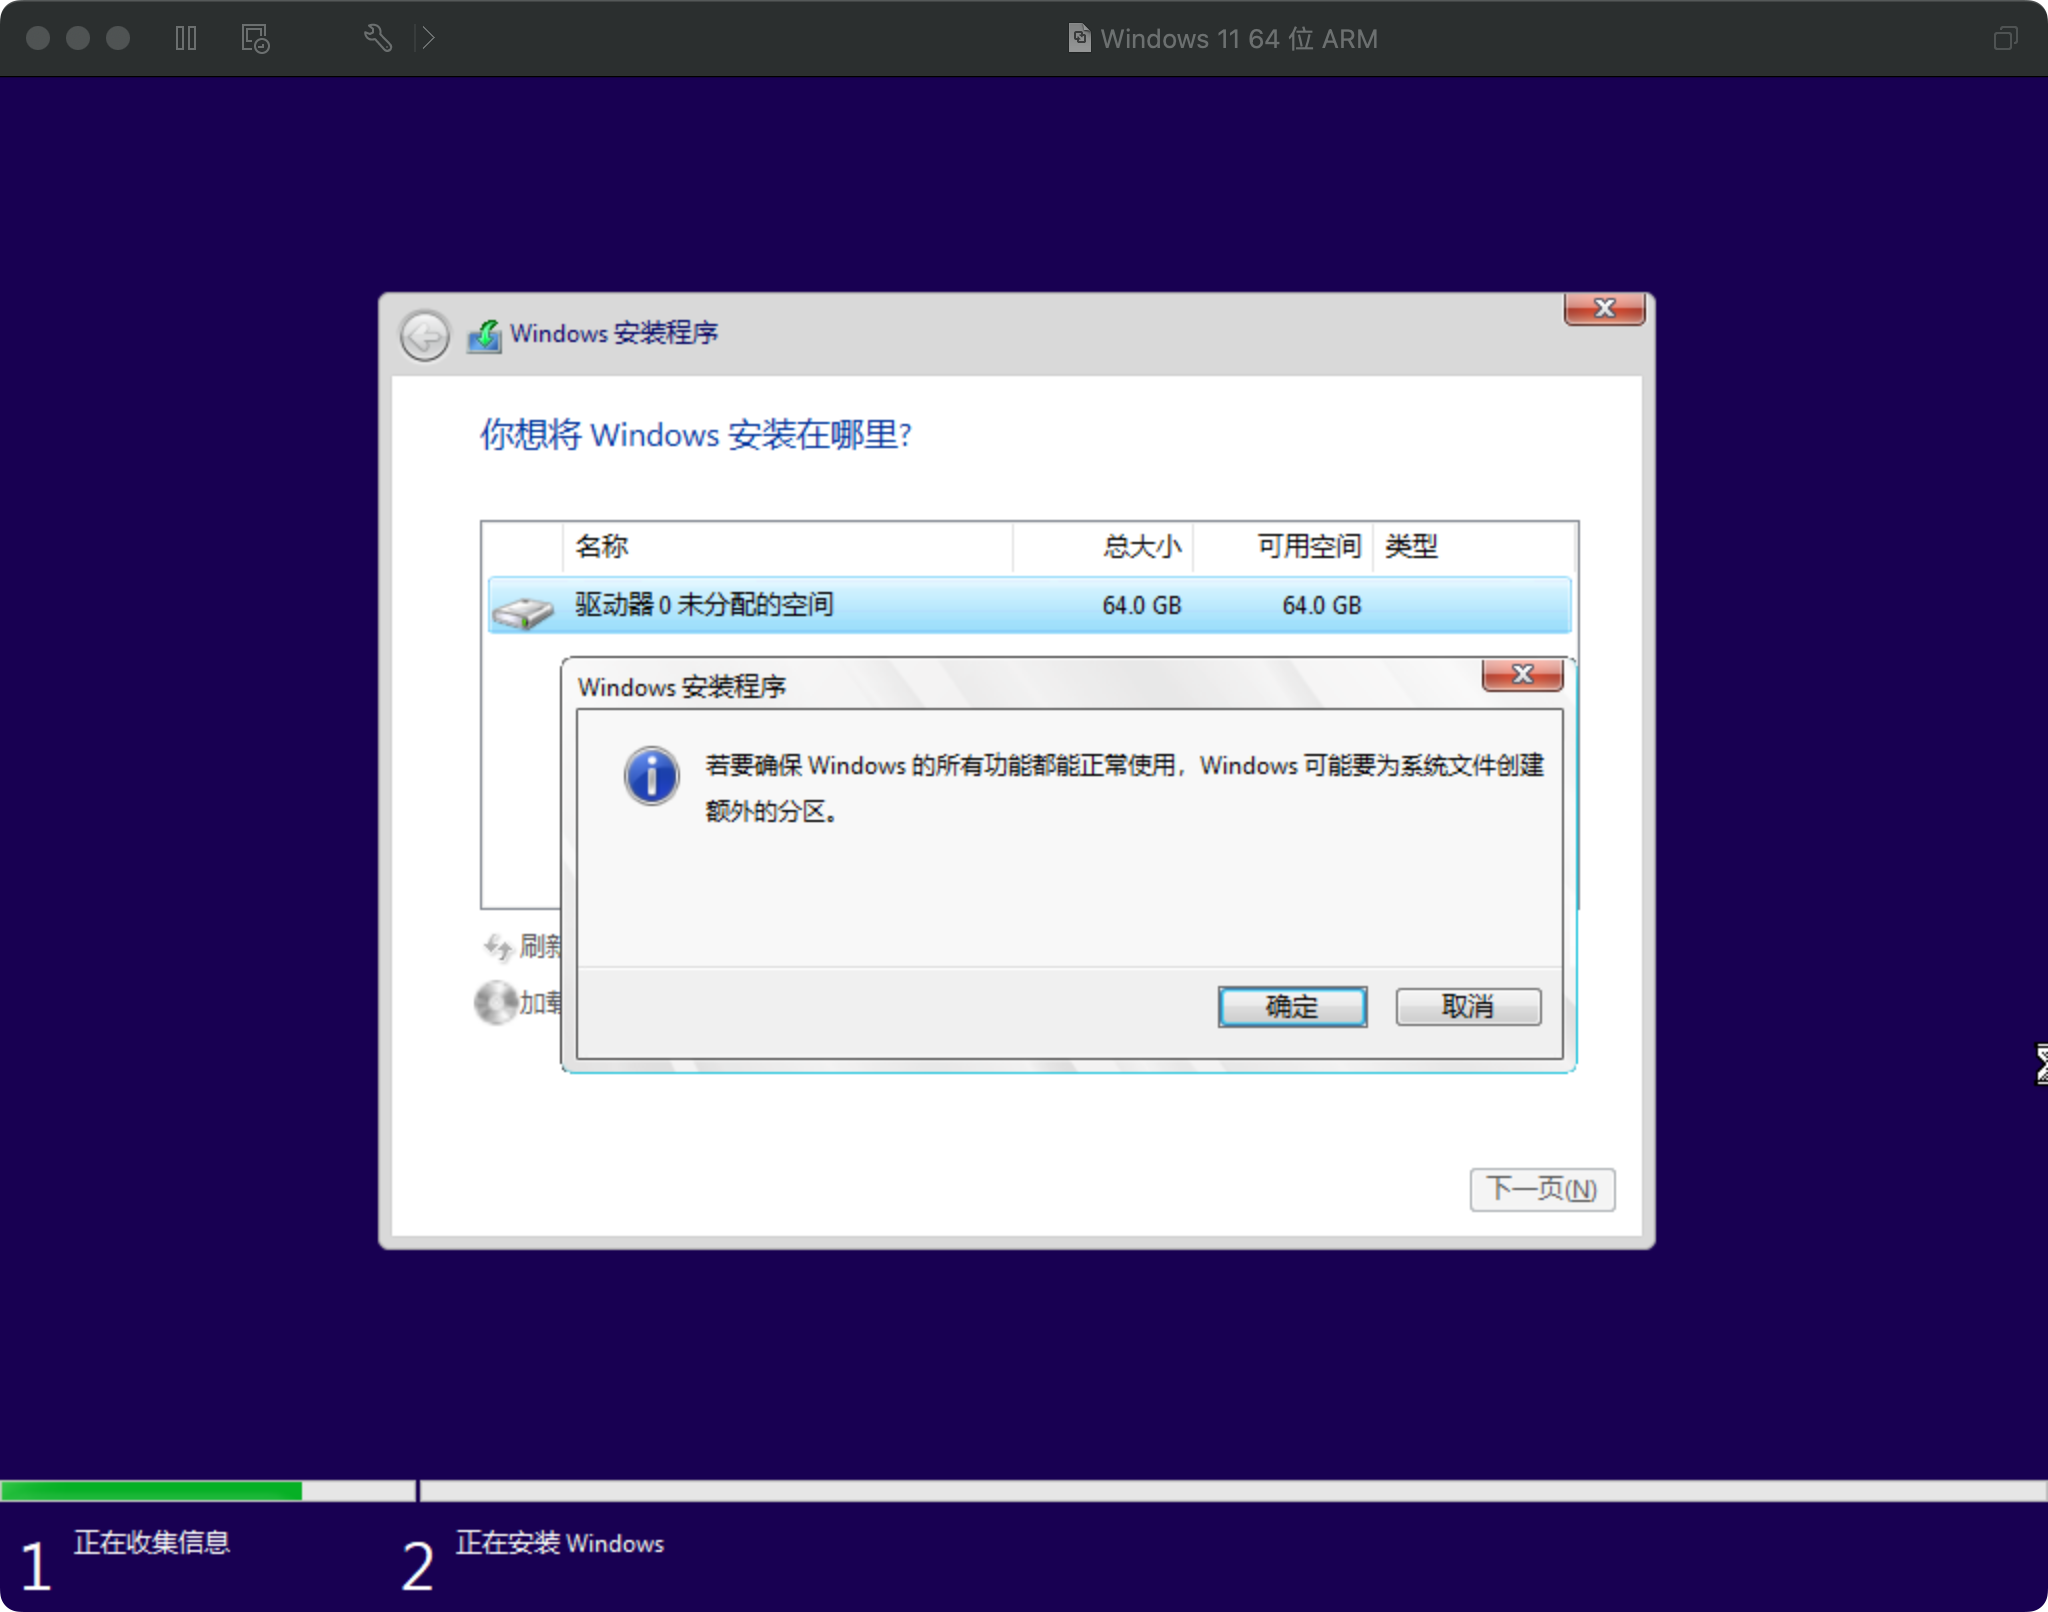 Windows 11 64 位 ARM
Windows 安装程序
你想将 Windows 安装在哪里?
名称 总大小 可用空间 类型
驱动器 0 未分配的空间 64.0 GB 64.0 GB
Windows 安装程序
若要确保 Windows 的所有功能都能正常使用，Windows 可能要为系统文件创建
额外的分区。
刷新
加载
确定 取消
下一页(N)
1 正在收集信息 2 正在安装 Windows